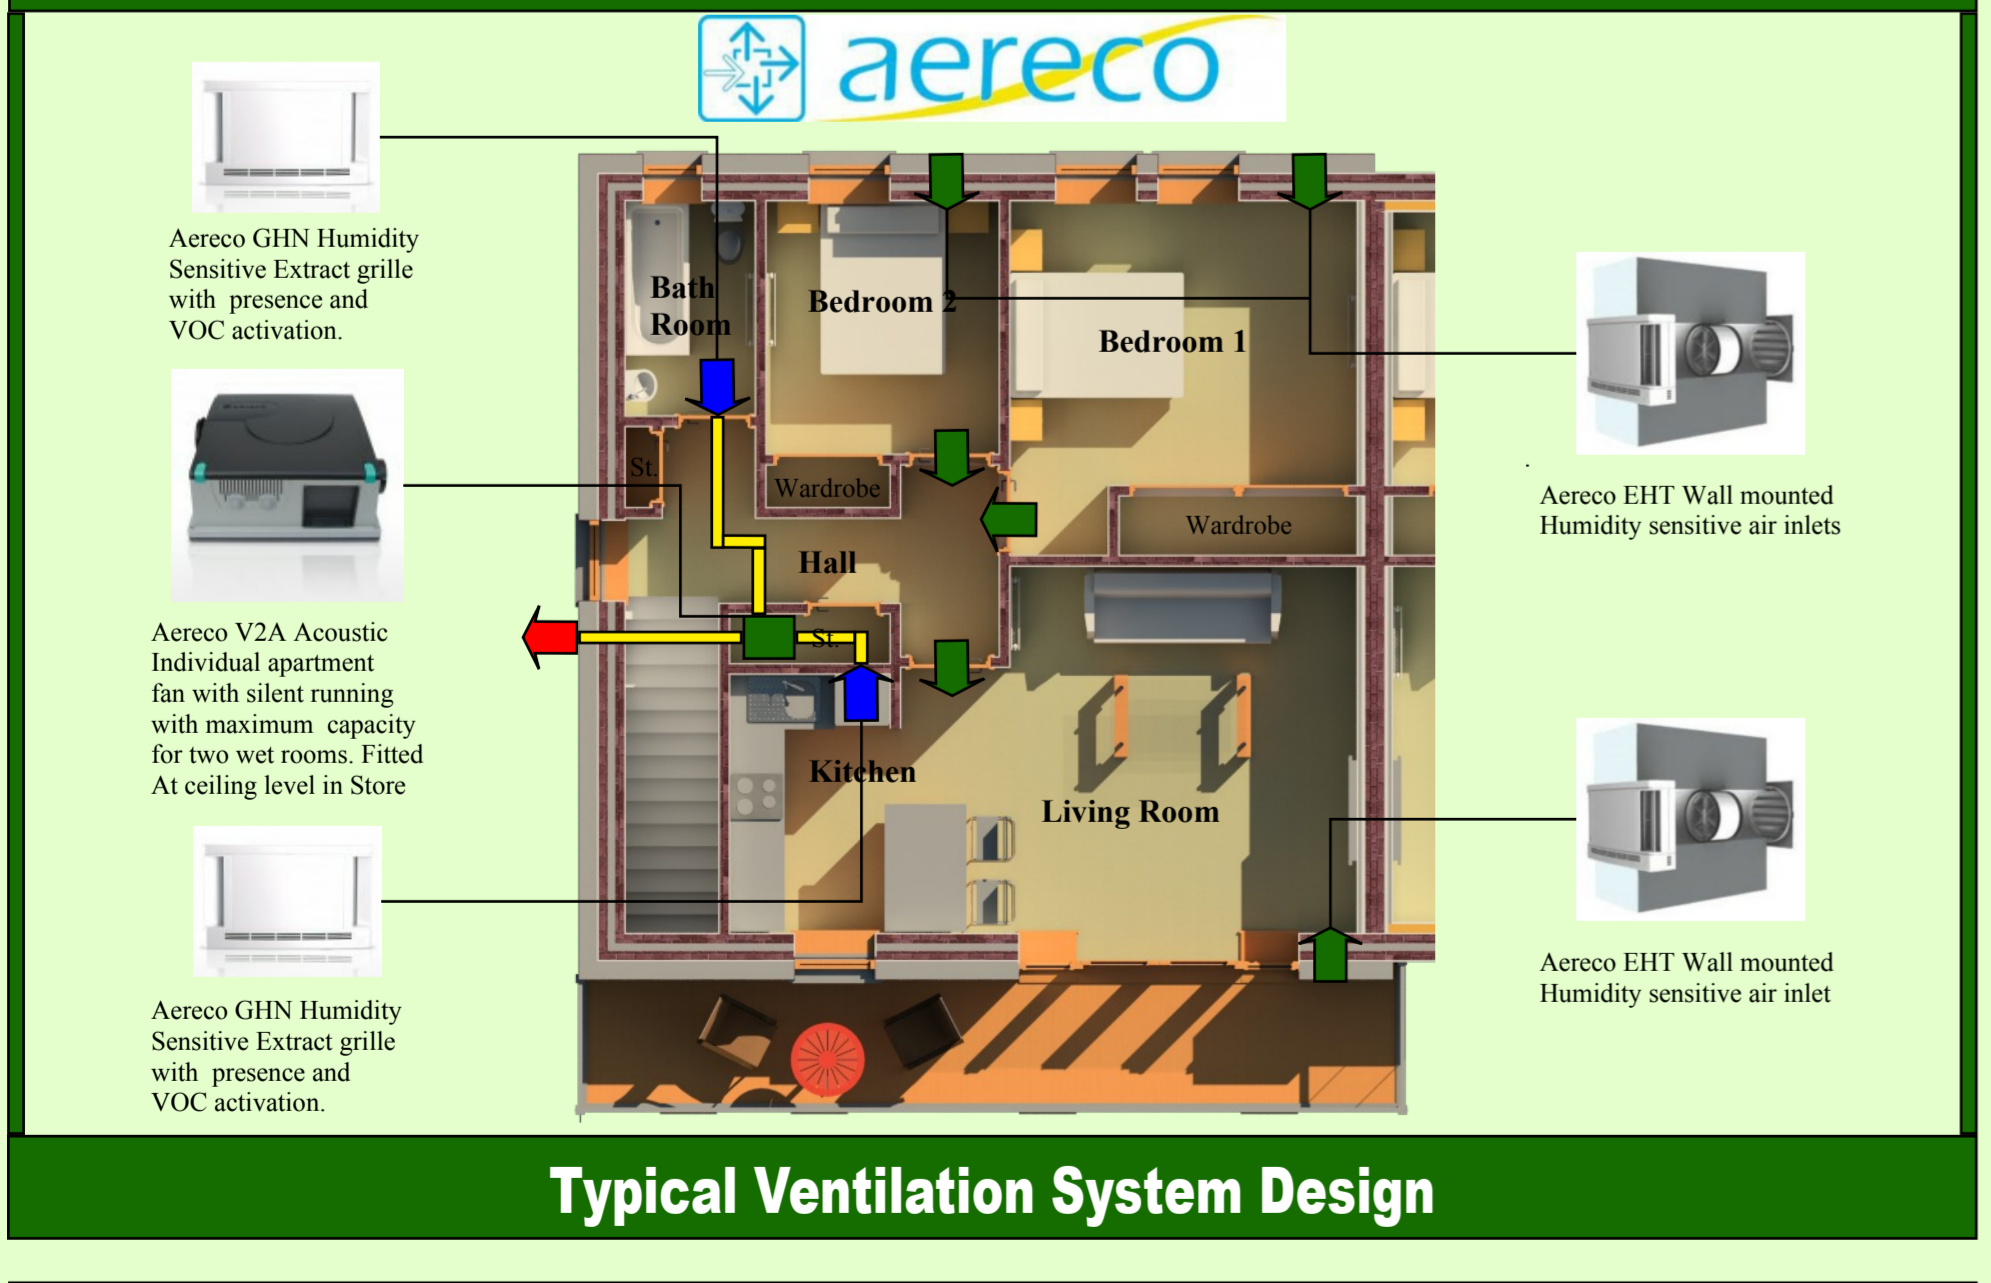 aereco
Aereco GHN Humidity
Sensitive Extract grille
with presence and
VOC activation.
Aereco V2A Acoustic
Individual apartment
fan with silent running
with maximum capacity
for two wet rooms. Fitted
At ceiling level in Store
Aereco GHN Humidity
Sensitive Extract grille
with presence and
VOC activation.
Bath
Room
Bedroom 2
Bedroom 1
St.
Wardrobe
Wardrobe
Hall
St.
Kitchen
Living Room
Aereco EHT Wall mounted
Humidity sensitive air inlets
Aereco EHT Wall mounted
Humidity sensitive air inlet
Typical Ventilation System Design